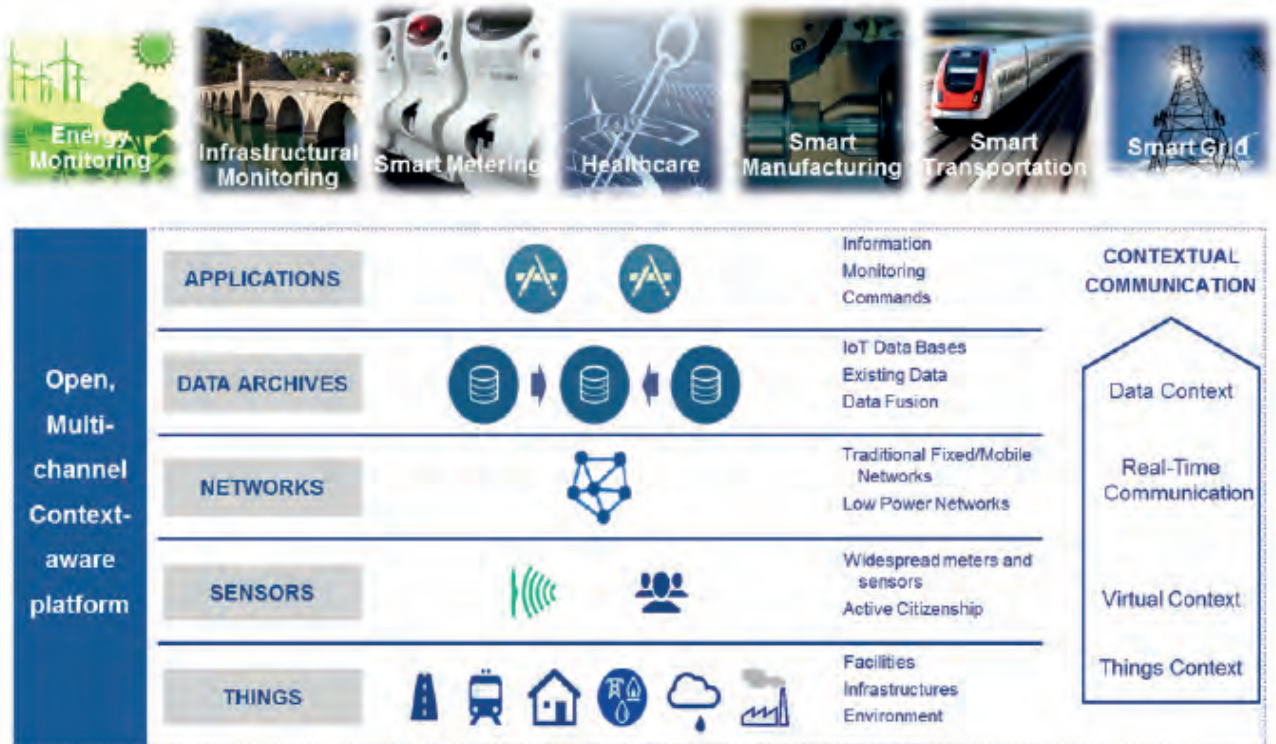 Energy
Monitoring
Infrastructural
Monitoring
Smart Metering
Healthcare
Smart
Manufacturing
Smart
Transportation
Smart Grid
Open,
Multi-
channel
Context-
aware
platform
APPLICATIONS
Information
Monitoring
Commands
DATA ARCHIVES
IoT Data Bases
Existing Data
Data Fusion
NETWORKS
Traditional Fixed/Mobile
Networks
Low Power Networks
SENSORS
Widespread meters and
sensors
Active Citizenship
THINGS
Facilities
Infrastructures
Environment
CONTEXTUAL
COMMUNICATION
Data Context
Real-Time
Communication
Virtual Context
Things Context